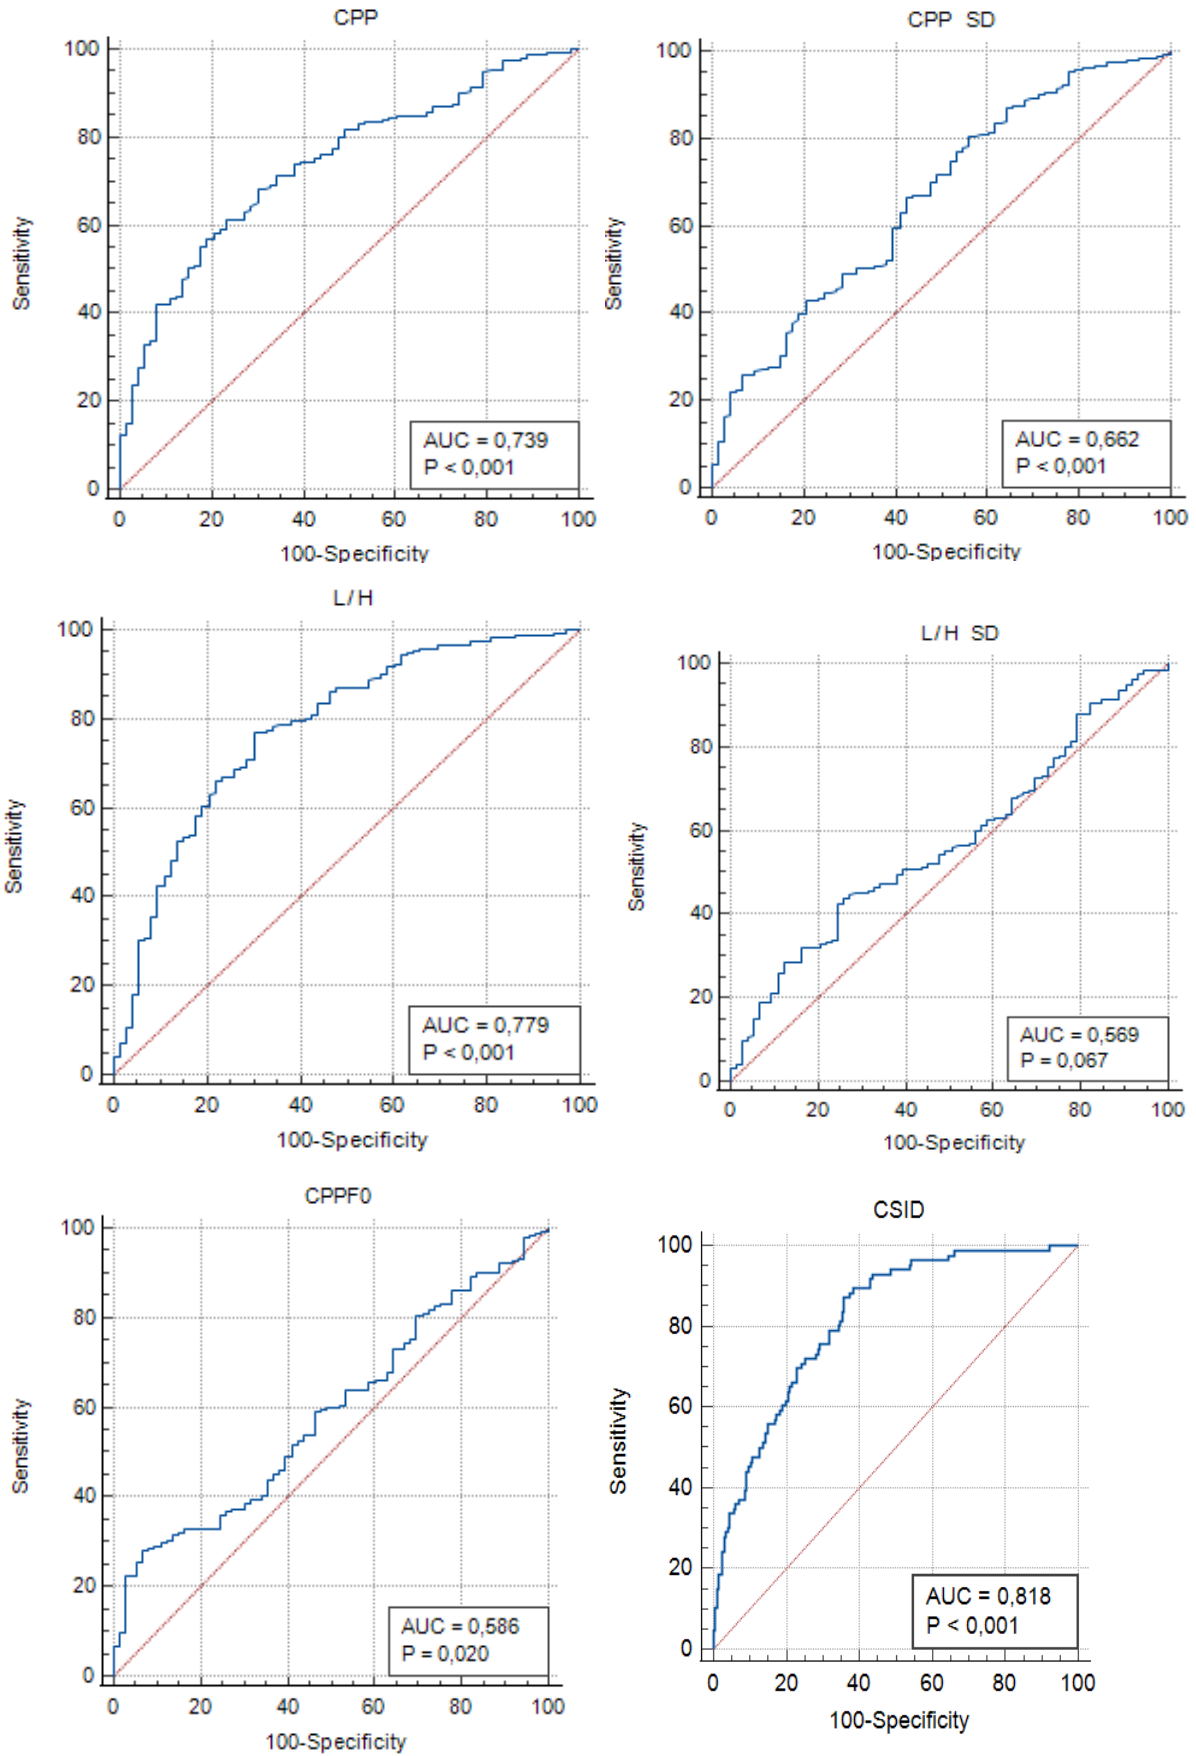 CPP
100
80
60
40
20
0
Sensitivity
AUC = 0,739
P < 0,001
0 20 40 60 80 100
100-Specificity
CPP SD
100
80
60
40
20
0
Sensitivity
AUC = 0,662
P < 0,001
0 20 40 60 80 100
100-Specificity
L/H
100
80
60
40
20
0
Sensitivity
AUC = 0,779
P < 0,001
0 20 40 60 80 100
100-Specificity
L/H SD
100
80
60
40
20
0
Sensitivity
AUC = 0,569
P = 0,067
0 20 40 60 80 100
100-Specificity
CPPF0
100
80
60
40
20
0
Sensitivity
AUC = 0,586
P = 0,020
0 20 40 60 80 100
100-Specificity
CSID
100
80
60
40
20
0
Sensitivity
AUC = 0,818
P < 0,001
0 20 40 60 80 100
100-Specificity